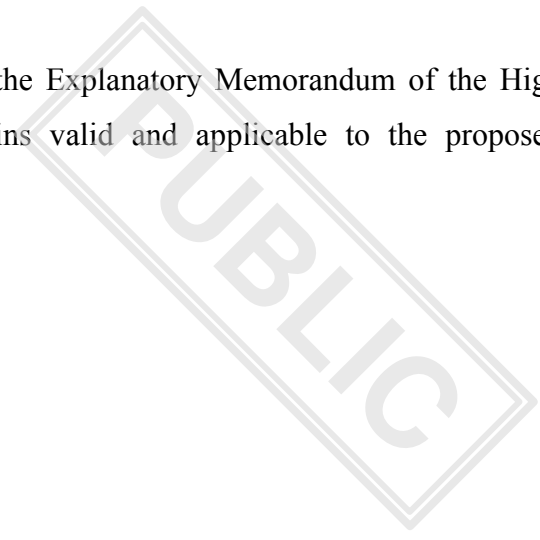 the Explanatory Memorandum of the Hig
ins valid and applicable to the propose
PUBLIC